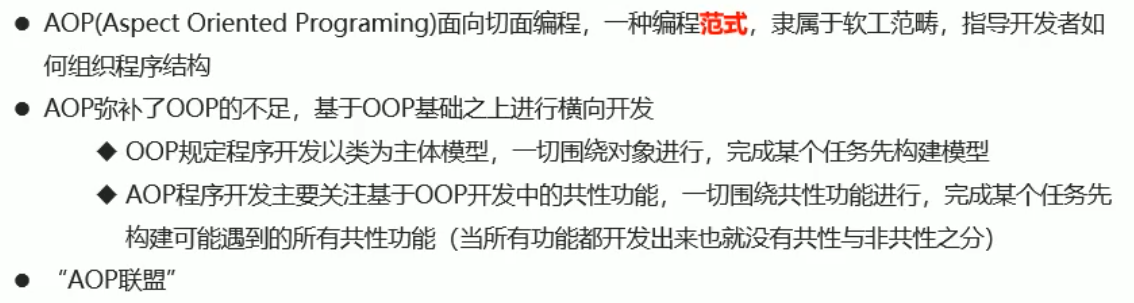 ● AOP(Aspect Oriented Programing)面向切面编程，一种编程范式，隶属于软工范畴，指导开发者如
何组织程序结构
● AOP弥补了OOP的不足，基于OOP基础之上进行横向开发
◆ OOP规定程序开发以类为主体模型，一切围绕对象进行，完成某个任务先构建模型
◆ AOP程序开发主要关注基于OOP开发中的共性功能，一切围绕共性功能进行，完成某个任务先
构建可能遇到的所有共性功能（当所有功能都开发出来也就没有共性与非共性之分）
● “AOP联盟”